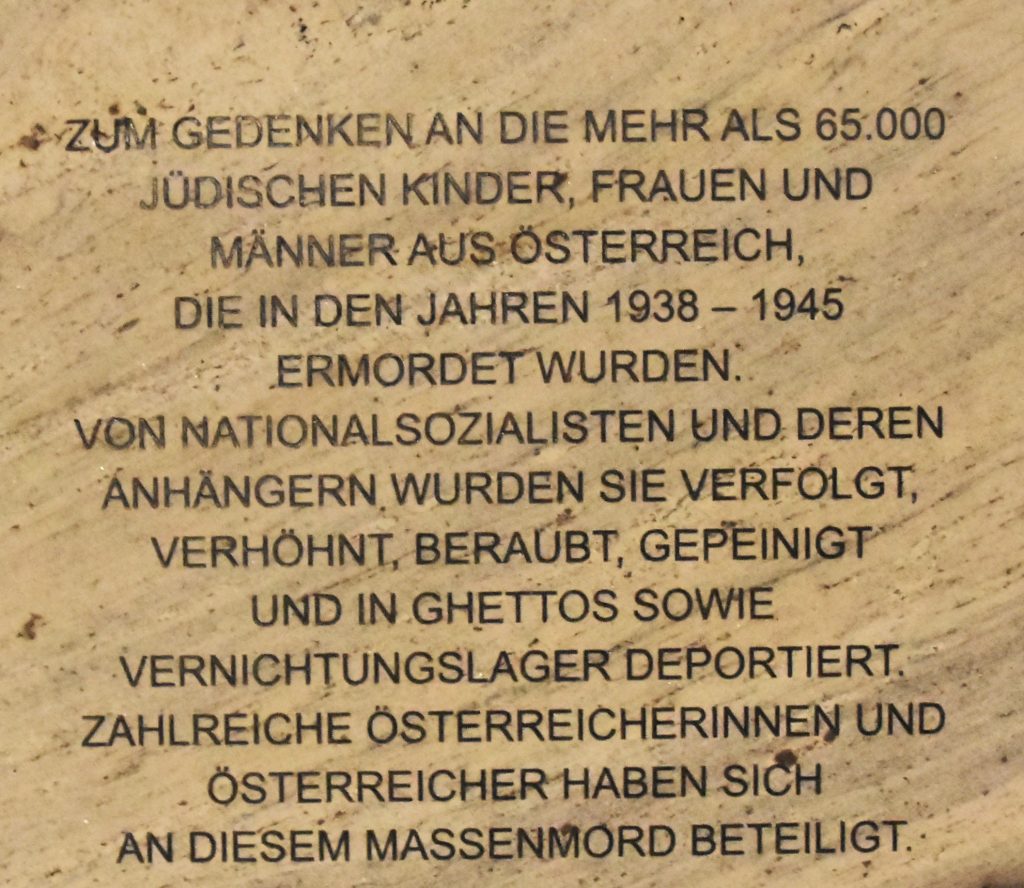 ZUM GEDENKEN AN DIE MEHR ALS 65.000
JÜDISCHEN KINDER, FRAUEN UND
MÄNNER AUS ÖSTERREICH,
DIE IN DEN JAHREN 1938 – 1945
ERMORDET WURDEN.
VON NATIONALSOZIALISTEN UND DEREN
ANHÄNGERN WURDEN SIE VERFOLGT,
VERHÖHNT, BERAUBT, GEPEINIGT
UND IN GHETTOS SOWIE
VERNICHTUNGSLAGER DEPORTIERT.
ZAHLREICHE ÖSTERREICHERINNEN UND
ÖSTERREICHER HABEN SICH
AN DIESEM MASSENMORD BETEILIGT.